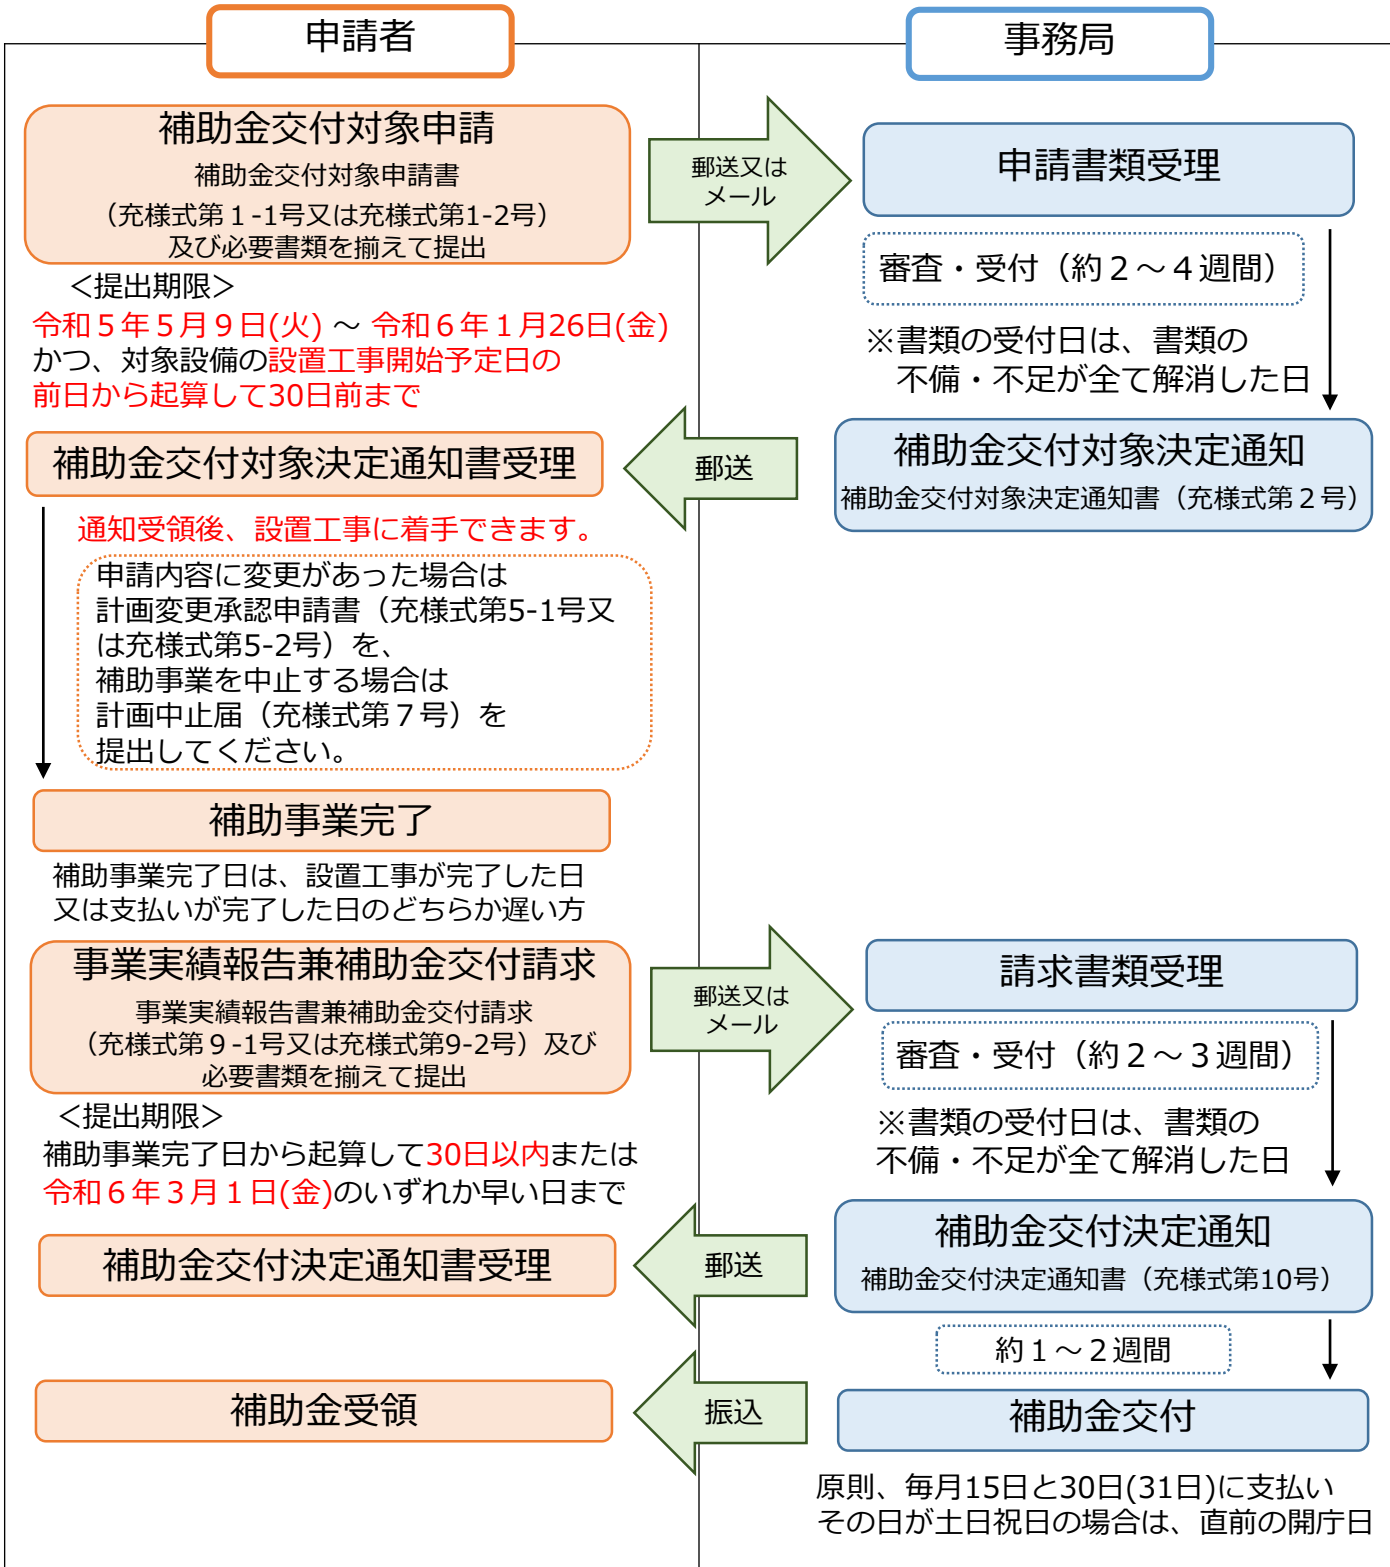 申請者
事務局
補助金交付対象申請
補助金交付対象申請書
（充様式第１-1号又は充様式第1-2号）
及び必要書類を揃えて提出
郵送又は
メール
申請書類受理
審査・受付（約２～４週間）
※書類の受付日は、書類の
不備・不足が全て解消した日
＜提出期限＞
令和５年５月９日(火) ～ 令和６年１月26日(金)
かつ、対象設備の設置工事開始予定日の
前日から起算して30日前まで
補助金交付対象決定通知書受理
郵送
補助金交付対象決定通知
補助金交付対象決定通知書（充様式第２号）
通知受領後、設置工事に着手できます。
申請内容に変更があった場合は
計画変更承認申請書（充様式第5-1号又
は充様式第5-2号）を、
補助事業を中止する場合は
計画中止届（充様式第７号）を
提出してください。
補助事業完了
補助事業完了日は、設置工事が完了した日
又は支払いが完了した日のどちらか遅い方
事業実績報告兼補助金交付請求
事業実績報告書兼補助金交付請求
（充様式第９-1号又は充様式第9-2号）及び
必要書類を揃えて提出
郵送又は
メール
請求書類受理
審査・受付（約２～３週間）
※書類の受付日は、書類の
不備・不足が全て解消した日
＜提出期限＞
補助事業完了日から起算して30日以内または
令和６年３月１日(金)のいずれか早い日まで
補助金交付決定通知書受理
郵送
補助金交付決定通知
補助金交付決定通知書（充様式第10号）
約１～２週間
補助金受領
振込
補助金交付
原則、毎月15日と30日(31日)に支払い
その日が土日祝日の場合は、直前の開庁日